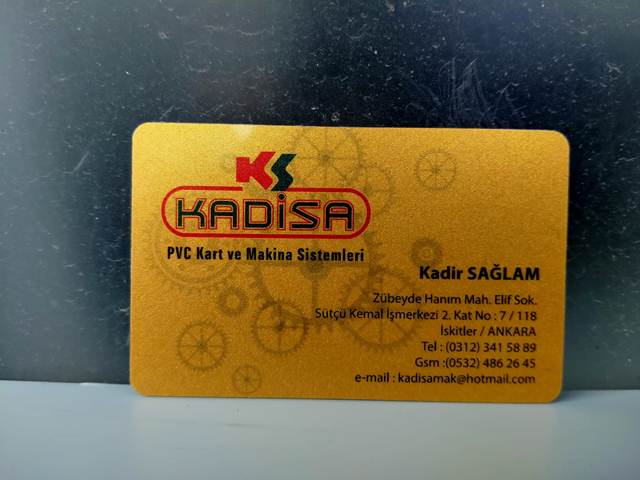 KS
KADİSA
PVC Kart ve Makina Sistemleri
Kadir SAĞLAM
Zübeyde Hanım Mah. Elif Sok.
Sütçü Kemal İşmerkezi 2. Kat No : 7 / 118
İskitler / ANKARA
Tel : (0312) 341 58 89
Gsm :(0532) 486 26 45
e-mail : kadisamak@hotmail.com